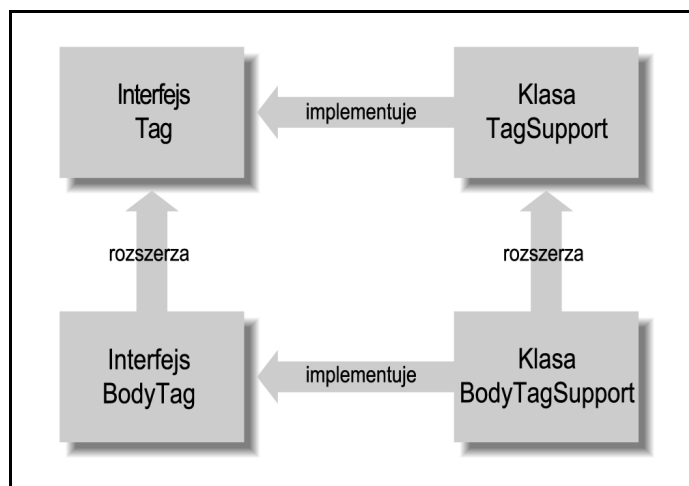 Interfejs
Tag
implementuje
Klasa
TagSupport
rozszerza
rozszerza
Interfejs
BodyTag
implementuje
Klasa
BodyTagSupport